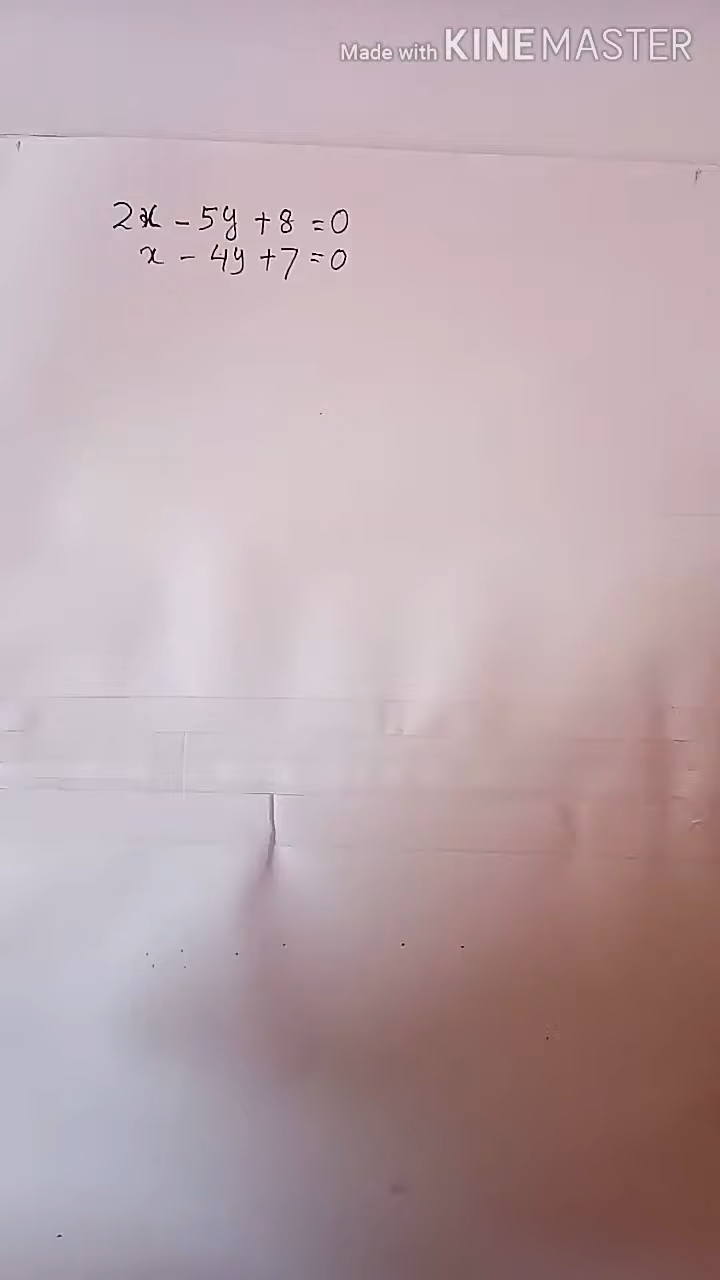 Made with KINEMASTER
2x - 5y + 8 = 0
x - 4y + 7 = 0